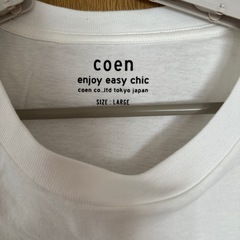 coen
enjoy easy chic
coen co.,ltd tokyo japan
SIZE : LARGE